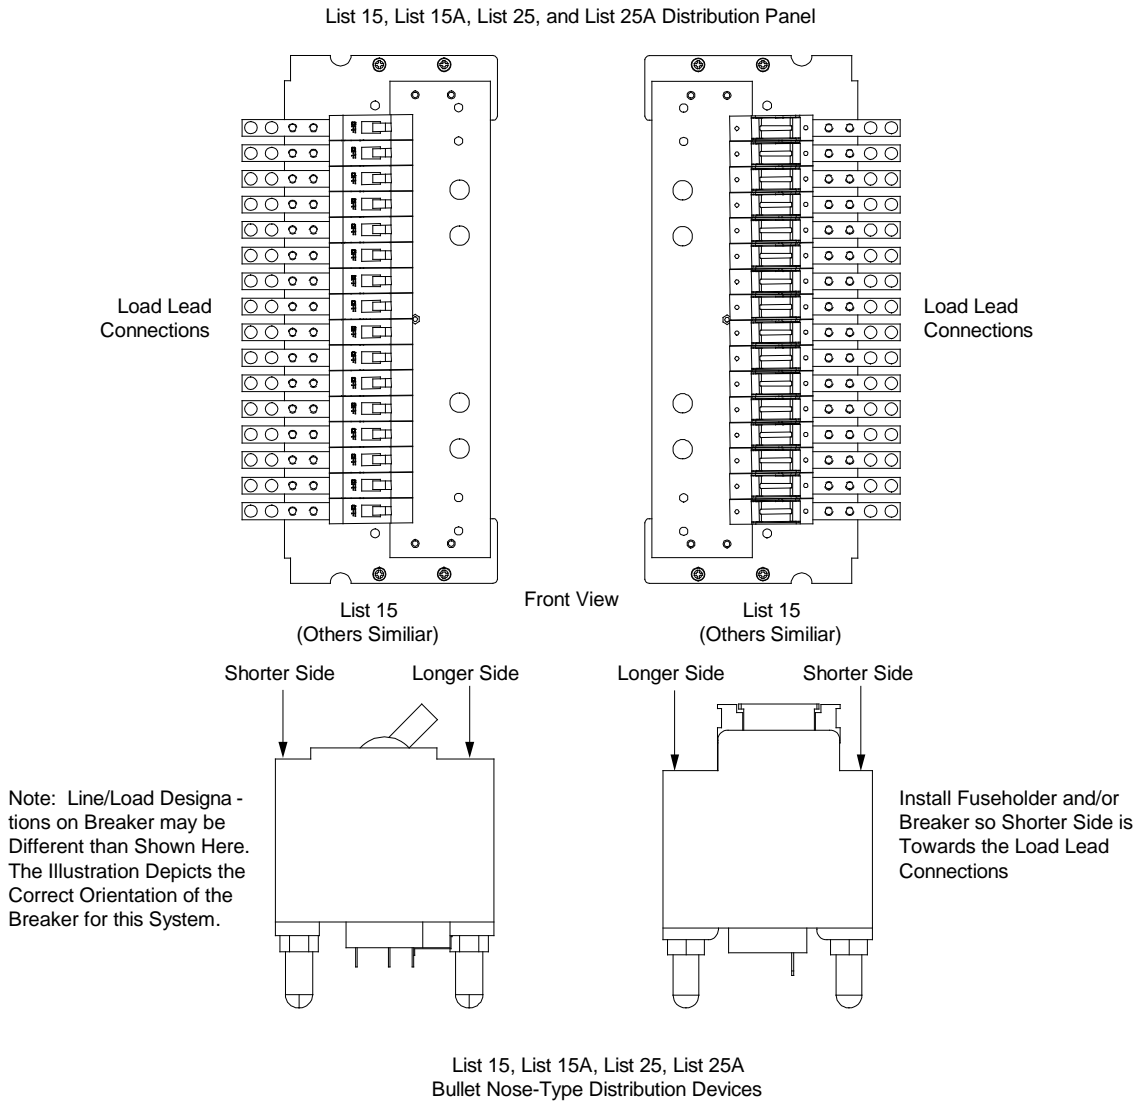 List 15, List 15A, List 25, and List 25A Distribution Panel
Load Lead
Connections
Load Lead
Connections
Front View
List 15
(Others Similiar)
List 15
(Others Similiar)
Shorter Side
Longer Side
Longer Side
Shorter Side
Note: Line/Load Designa -
tions on Breaker may be
Different than Shown Here.
The Illustration Depicts the
Correct Orientation of the
Breaker for this System.
Install Fuseholder and/or
Breaker so Shorter Side is
Towards the Load Lead
Connections
List 15, List 15A, List 25, List 25A
Bullet Nose-Type Distribution Devices